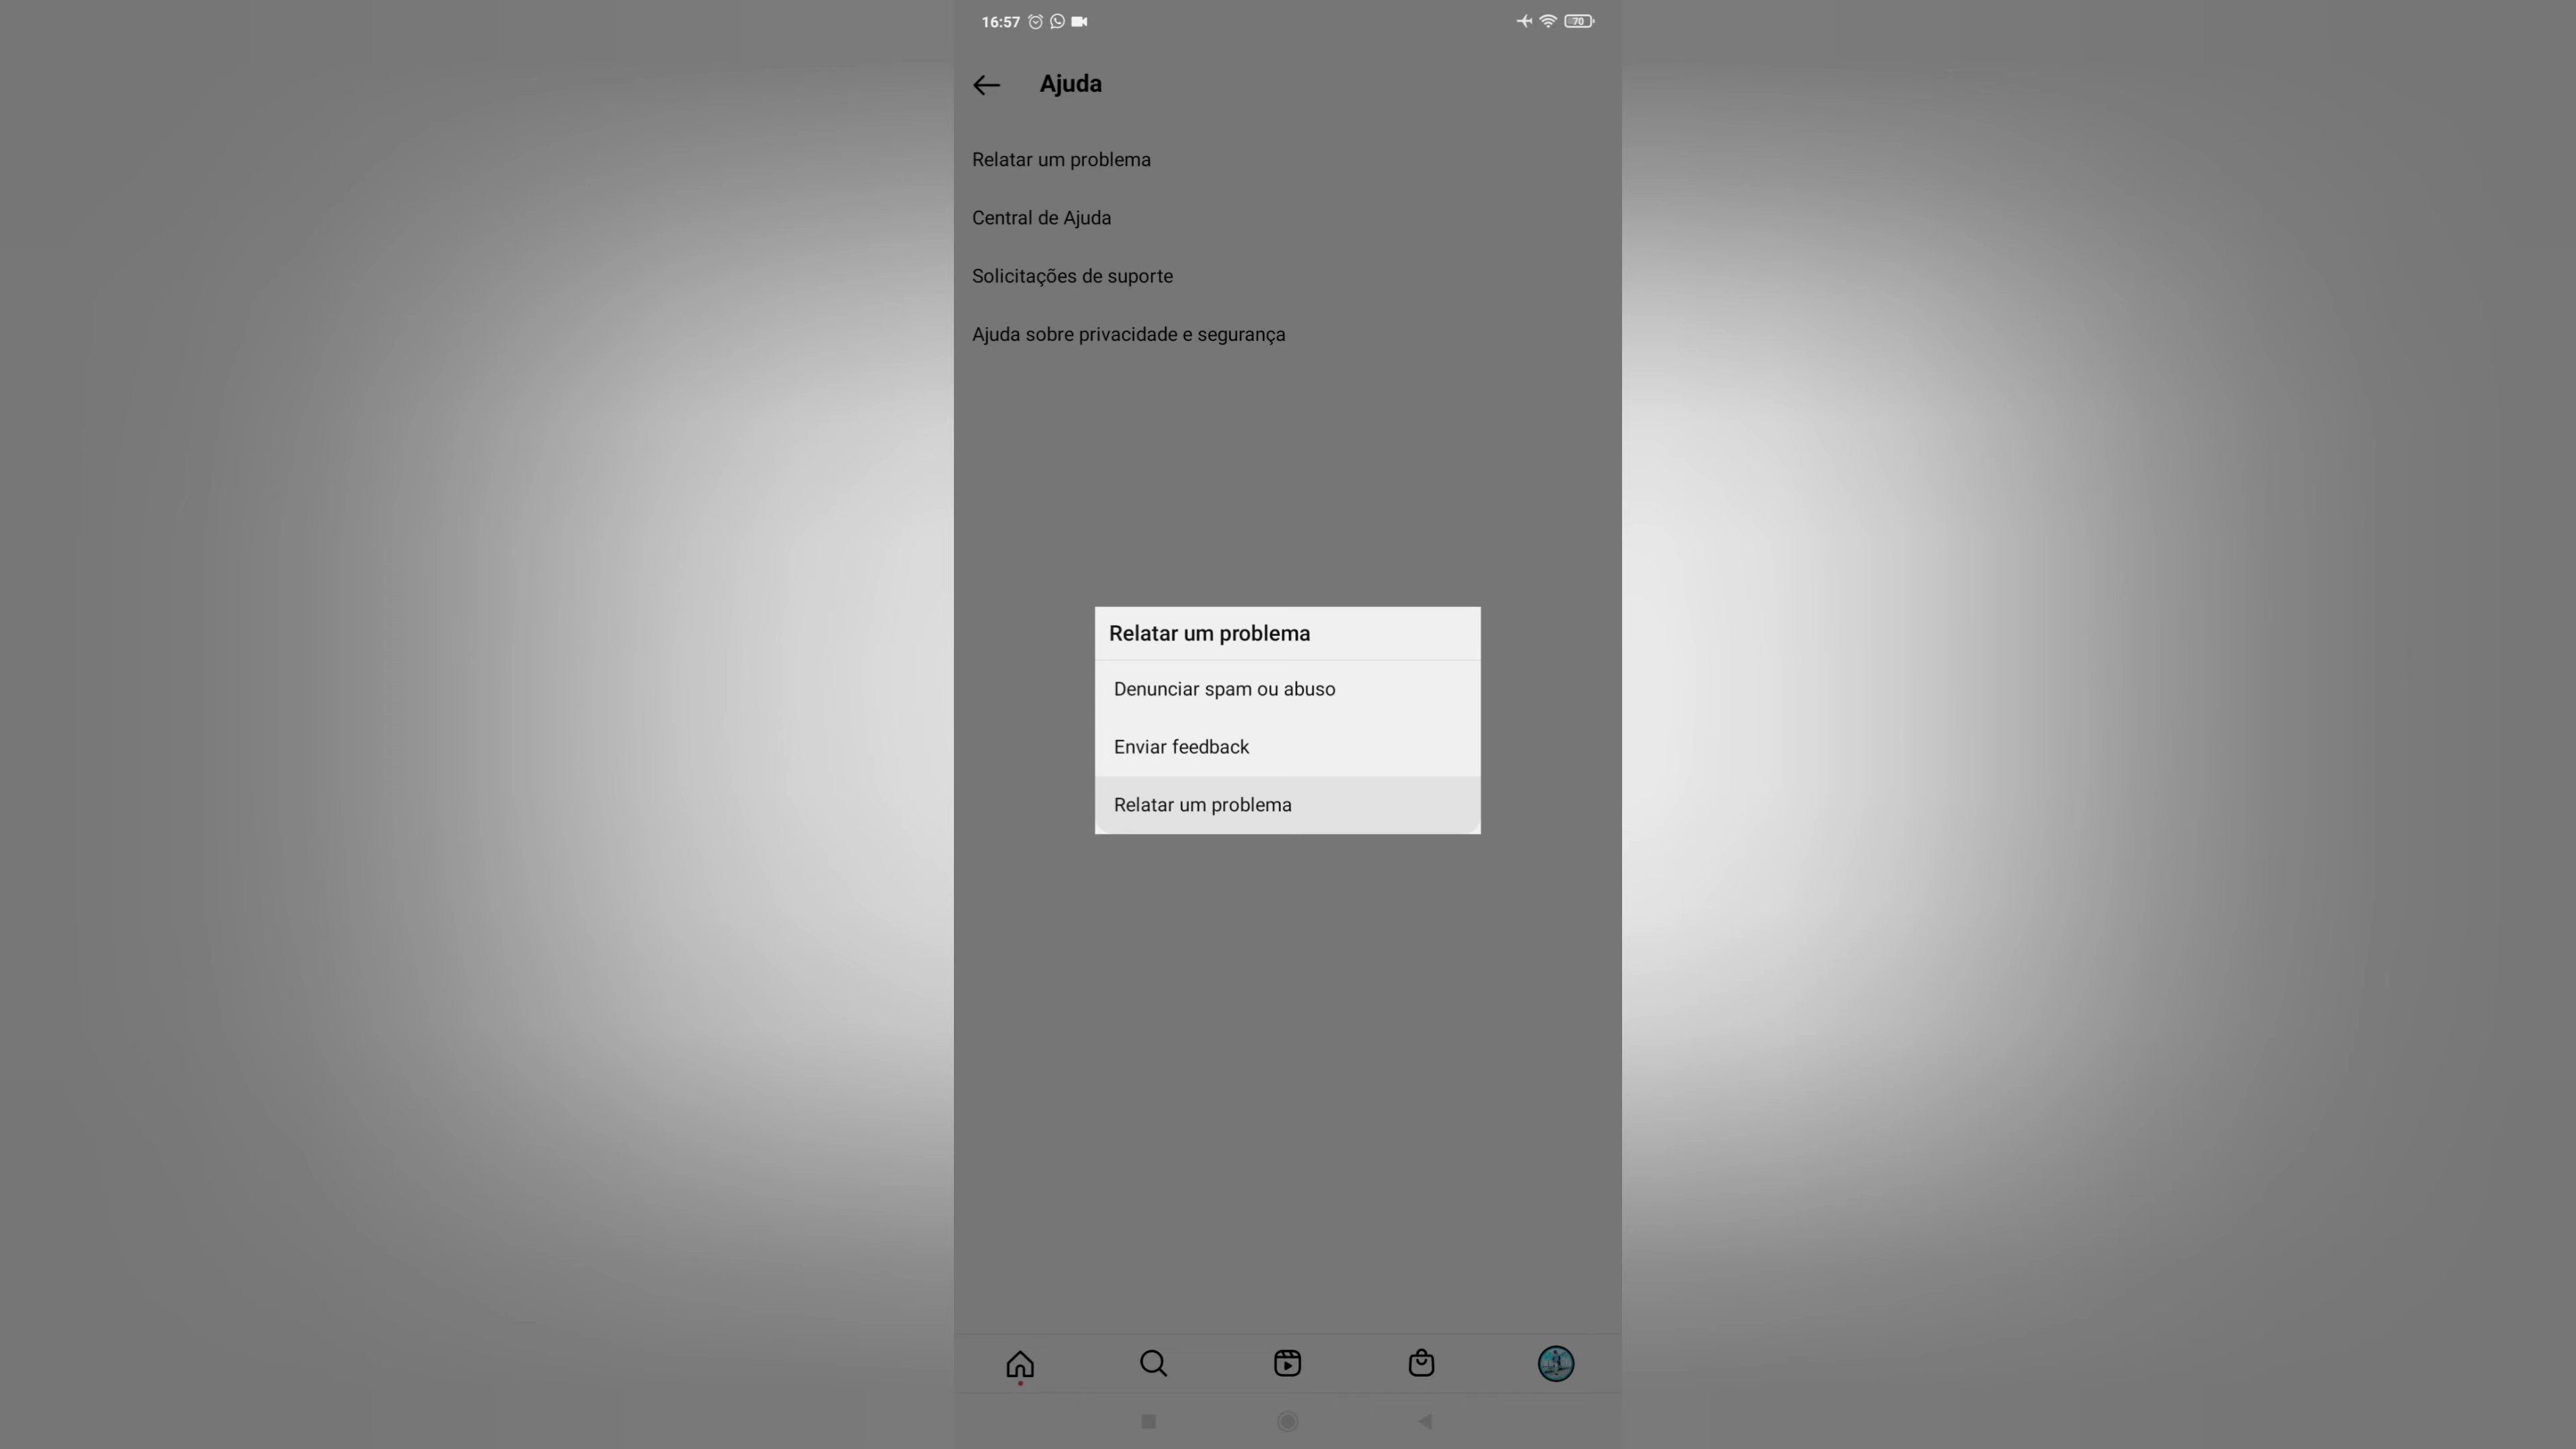 16:57
70
Ajuda
Relatar um problema
Central de Ajuda
Solicitações de suporte
Ajuda sobre privacidade e segurança
Relatar um problema
Denunciar spam ou abuso
Enviar feedback
Relatar um problema